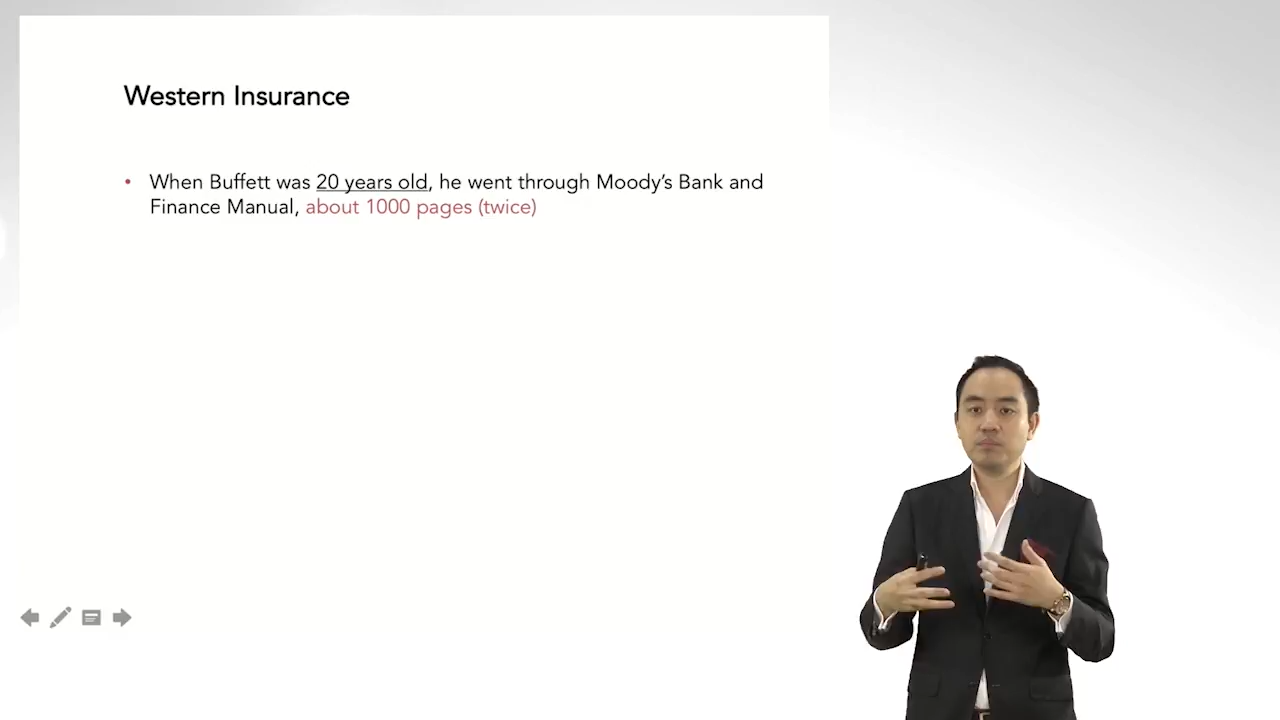 Western Insurance
• When Buffett was 20 years old, he went through Moody's Bank and
Finance Manual, about 1000 pages (twice)